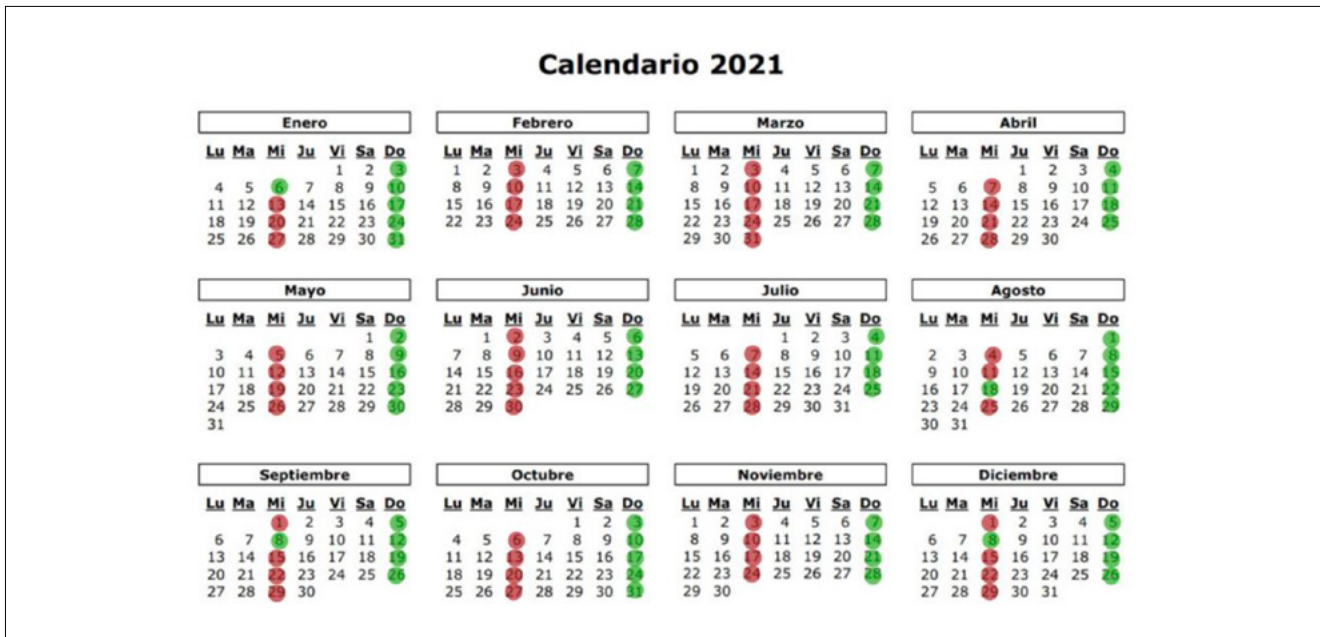 Calendario 2021
Enero
Lu Ma Mi Ju Vi Sa Do
1 2 3
4 5 6 7 8 9 10
11 12 13 14 15 16 17
18 19 20 21 22 23 24
25 26 27 28 29 30 31
Febrero
Lu Ma Mi Ju Vi Sa Do
1 2 3 4 5 6 7
8 9 10 11 12 13 14
15 16 17 18 19 20 21
22 23 24 25 26 27 28
Marzo
Lu Ma Mi Ju Vi Sa Do
1 2 3 4 5 6 7
8 9 10 11 12 13 14
15 16 17 18 19 20 21
22 23 24 25 26 27 28
29 30 31
Abril
Lu Ma Mi Ju Vi Sa Do
1 2 3 4
5 6 7 8 9 10 11
12 13 14 15 16 17 18
19 20 21 22 23 24 25
26 27 28 29 30
Mayo
Lu Ma Mi Ju Vi Sa Do
1 2
3 4 5 6 7 8 9
10 11 12 13 14 15 16
17 18 19 20 21 22 23
24 25 26 27 28 29 30
31
Junio
Lu Ma Mi Ju Vi Sa Do
1 2 3 4 5 6
7 8 9 10 11 12 13
14 15 16 17 18 19 20
21 22 23 24 25 26 27
28 29 30
Julio
Lu Ma Mi Ju Vi Sa Do
1 2 3 4
5 6 7 8 9 10 11
12 13 14 15 16 17 18
19 20 21 22 23 24 25
26 27 28 29 30 31
Agosto
Lu Ma Mi Ju Vi Sa Do
1
2 3 4 5 6 7 8
9 10 11 12 13 14 15
16 17 18 19 20 21 22
23 24 25 26 27 28 29
30 31
Septiembre
Lu Ma Mi Ju Vi Sa Do
1 2 3 4 5
6 7 8 9 10 11 12
13 14 15 16 17 18 19
20 21 22 23 24 25 26
27 28 29 30
Octubre
Lu Ma Mi Ju Vi Sa Do
1 2 3
4 5 6 7 8 9 10
11 12 13 14 15 16 17
18 19 20 21 22 23 24
25 26 27 28 29 30 31
Noviembre
Lu Ma Mi Ju Vi Sa Do
1 2 3 4 5 6 7
8 9 10 11 12 13 14
15 16 17 18 19 20 21
22 23 24 25 26 27 28
29 30
Diciembre
Lu Ma Mi Ju Vi Sa Do
1 2 3 4 5
6 7 8 9 10 11 12
13 14 15 16 17 18 19
20 21 22 23 24 25 26
27 28 29 30 31